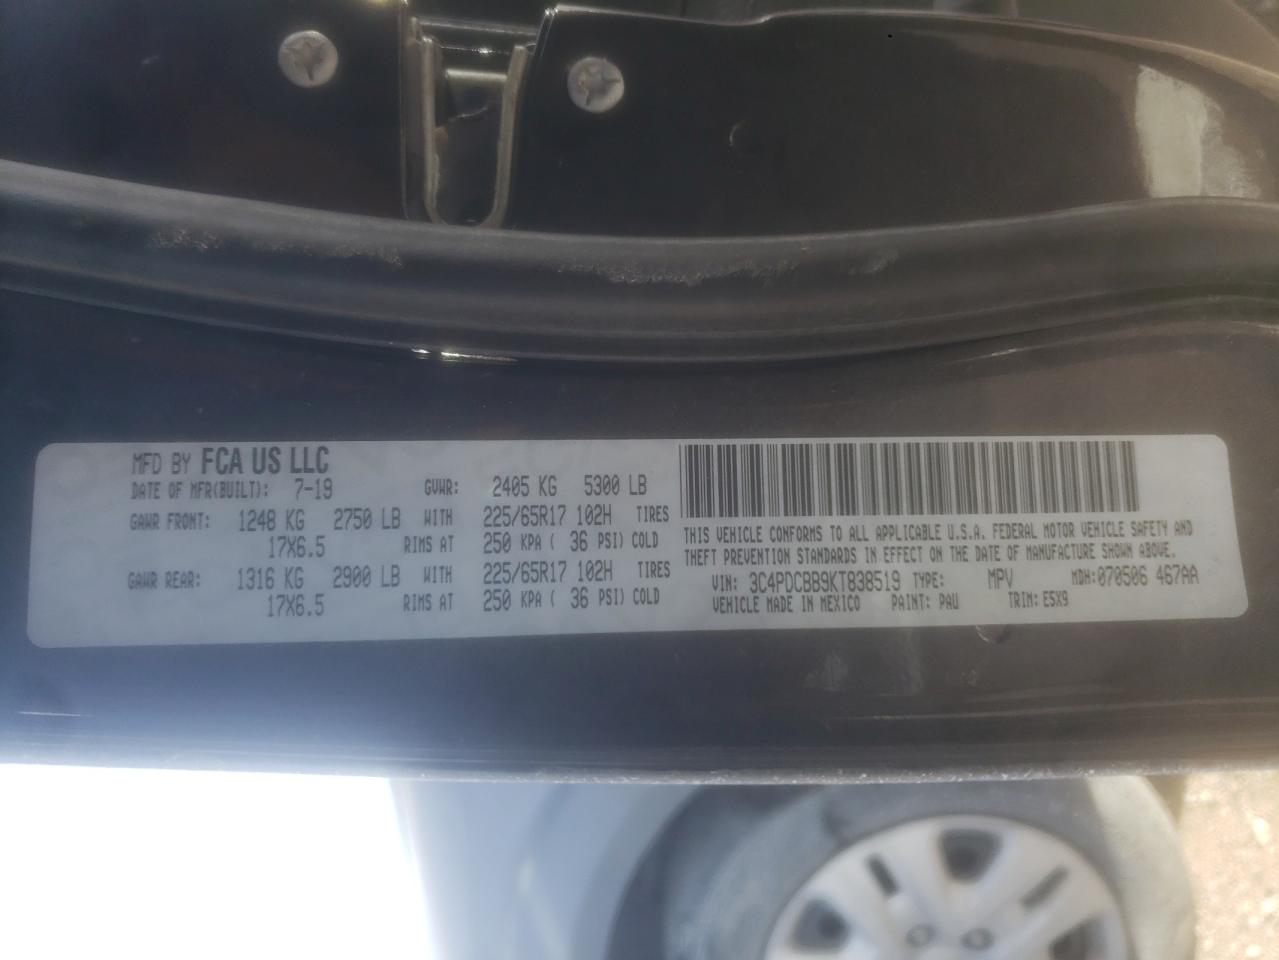 MFD BY FCA US LLC
DATE OF MFR(BUILT): 7-19 GVWR: 2405 KG 5300 LB
GAWR FRONT: 1248 KG 2750 LB WITH 225/65R17 102H TIRES
17X6.5 RIMS AT 250 KPA ( 36 PSI) COLD
GAWR REAR: 1316 KG 2900 LB WITH 225/65R17 102H TIRES
17X6.5 RIMS AT 250 KPA ( 36 PSI) COLD
THIS VEHICLE CONFORMS TO ALL APPLICABLE U.S.A. FEDERAL MOTOR VEHICLE SAFETY AND
THEFT PREVENTION STANDARDS IN EFFECT ON THE DATE OF MANUFACTURE SHOWN ABOVE.
VIN: 3C4PDCBB9KT838519 TYPE: MPV MDH:070506 467AA
VEHICLE MADE IN MEXICO PAINT: PAU TRIM: E5X9